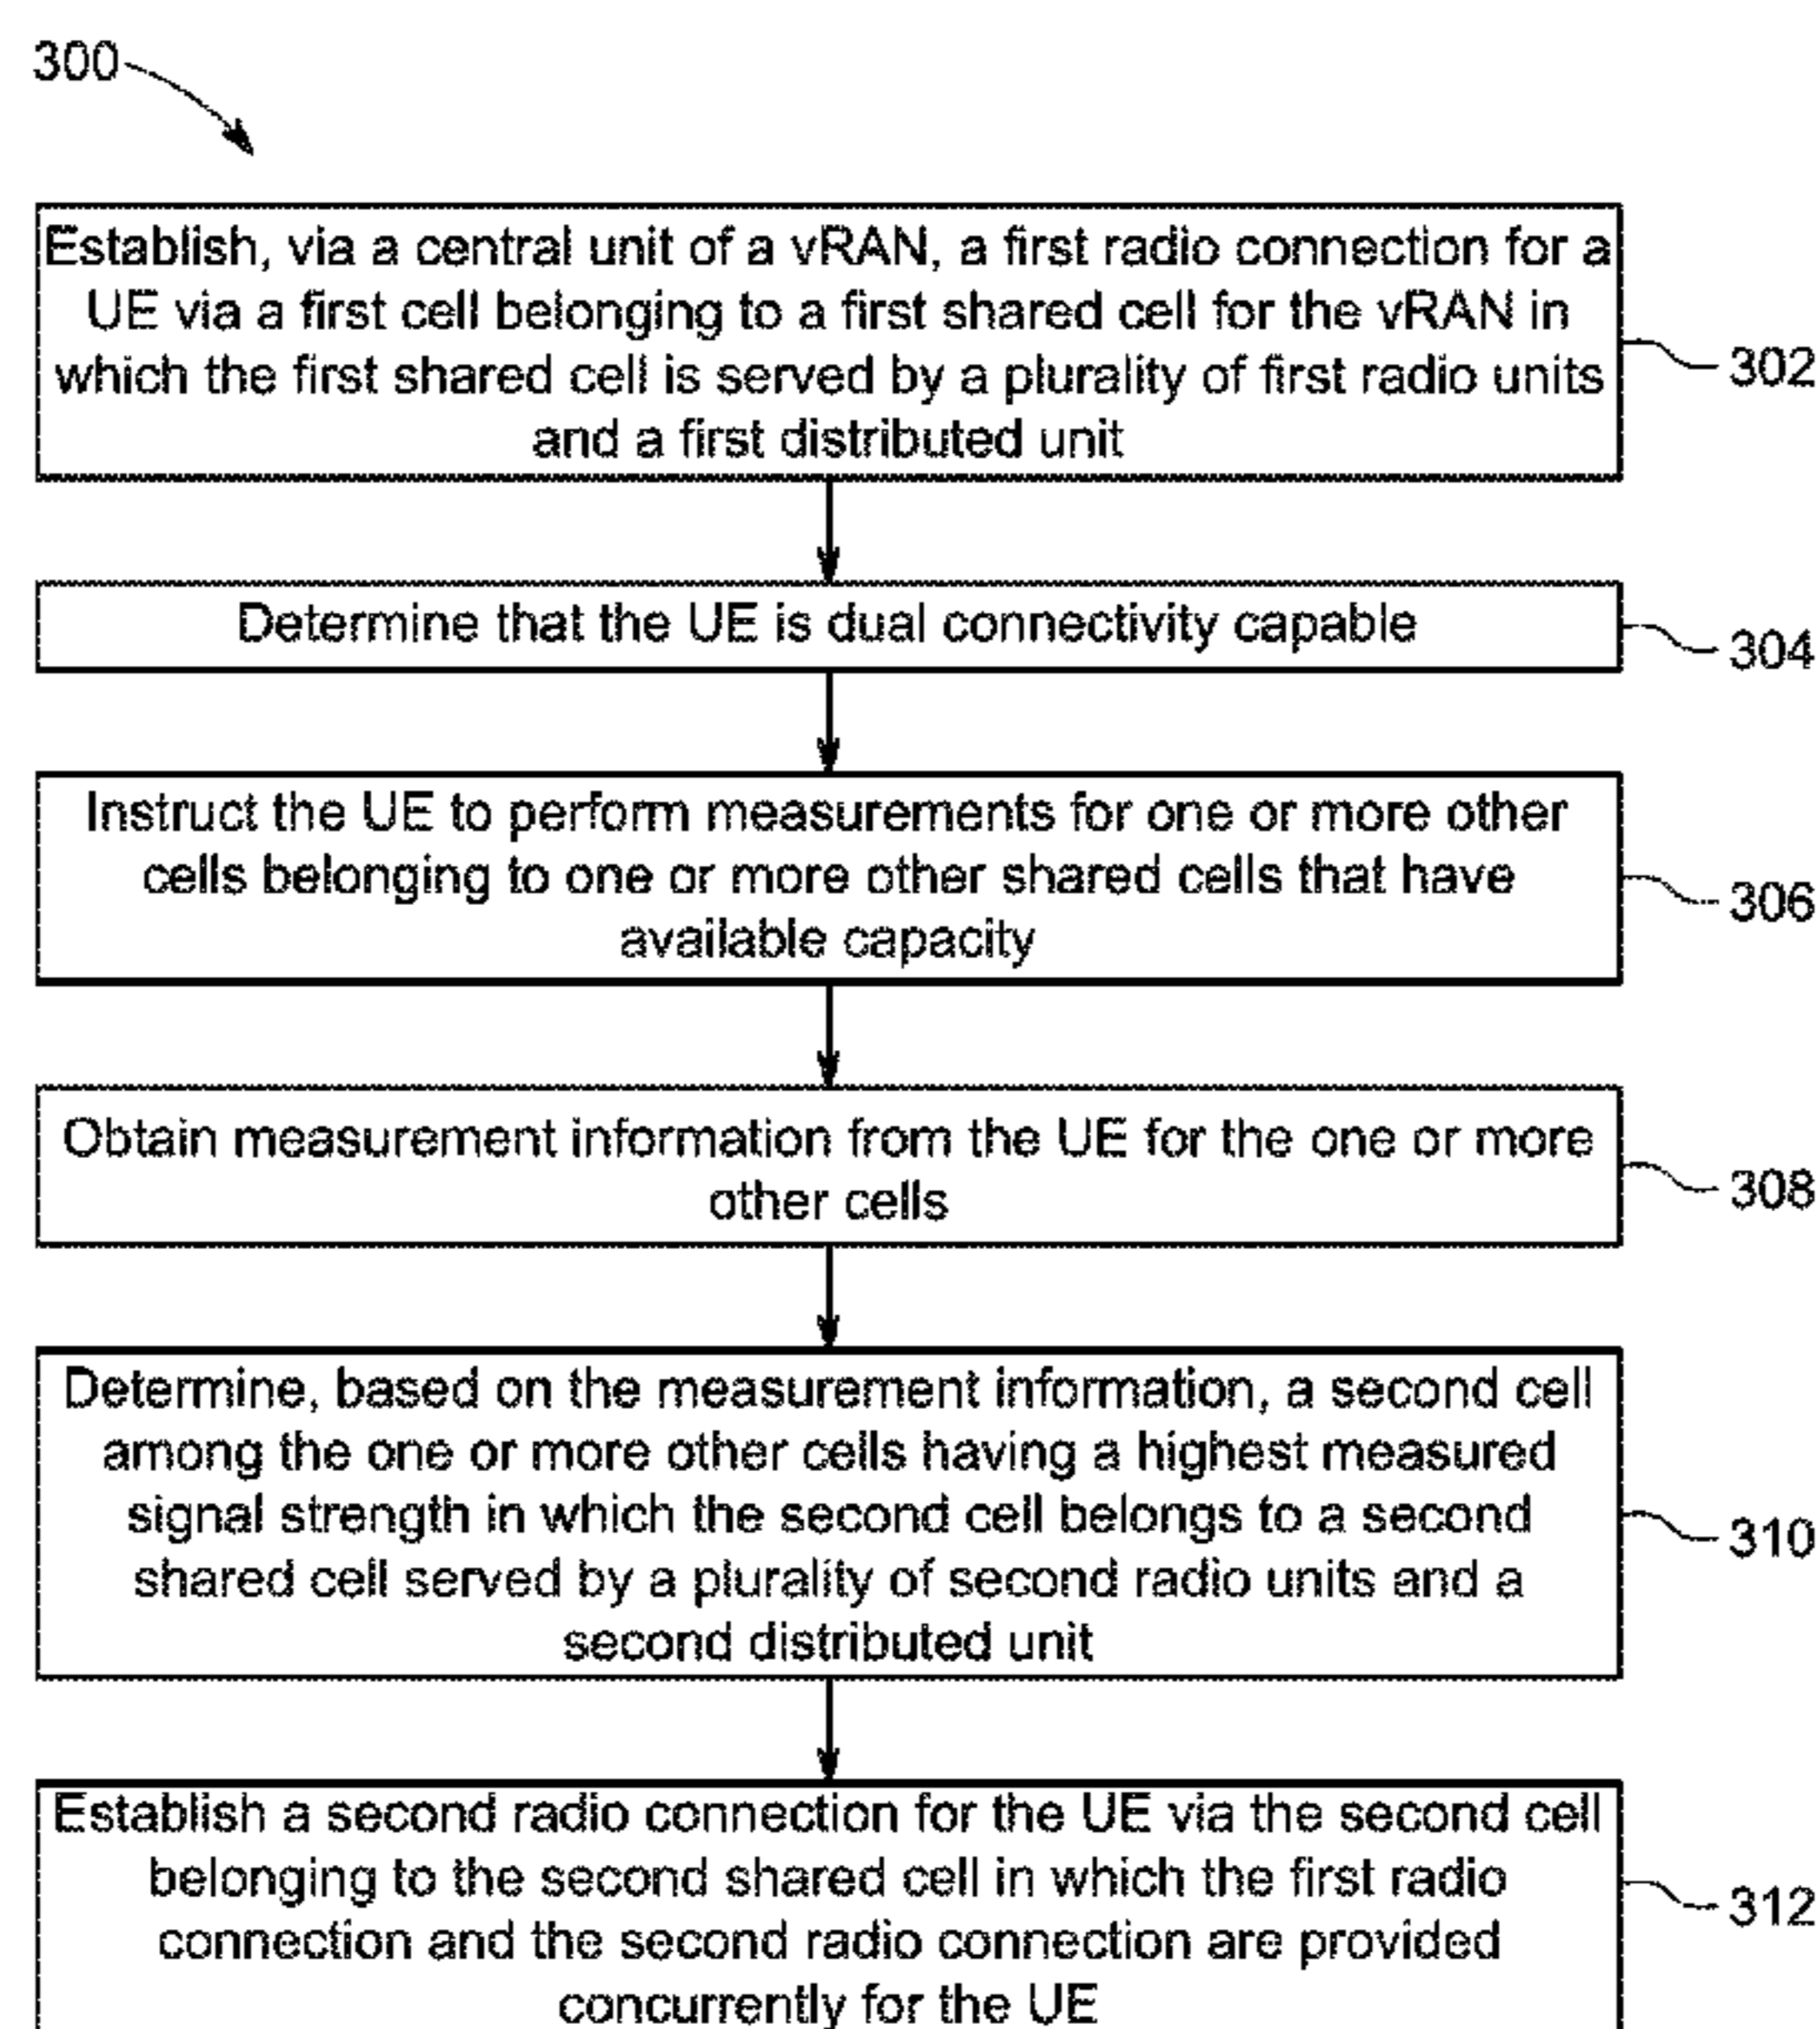 300
Establish, via a central unit of a vRAN, a first radio connection for a
UE via a first cell belonging to a first shared cell for the vRAN in
which the first shared cell is served by a plurality of first radio units
and a first distributed unit
302
Determine that the UE is dual connectivity capable
304
Instruct the UE to perform measurements for one or more other
cells belonging to one or more other shared cells that have
available capacity
306
Obtain measurement information from the UE for the one or more
other cells
308
Determine, based on the measurement information, a second cell
among the one or more other cells having a highest measured
signal strength in which the second cell belongs to a second
shared cell served by a plurality of second radio units and a
second distributed unit
310
Establish a second radio connection for the UE via the second cell
belonging to the second shared cell in which the first radio
connection and the second radio connection are provided
concurrently for the UE
312